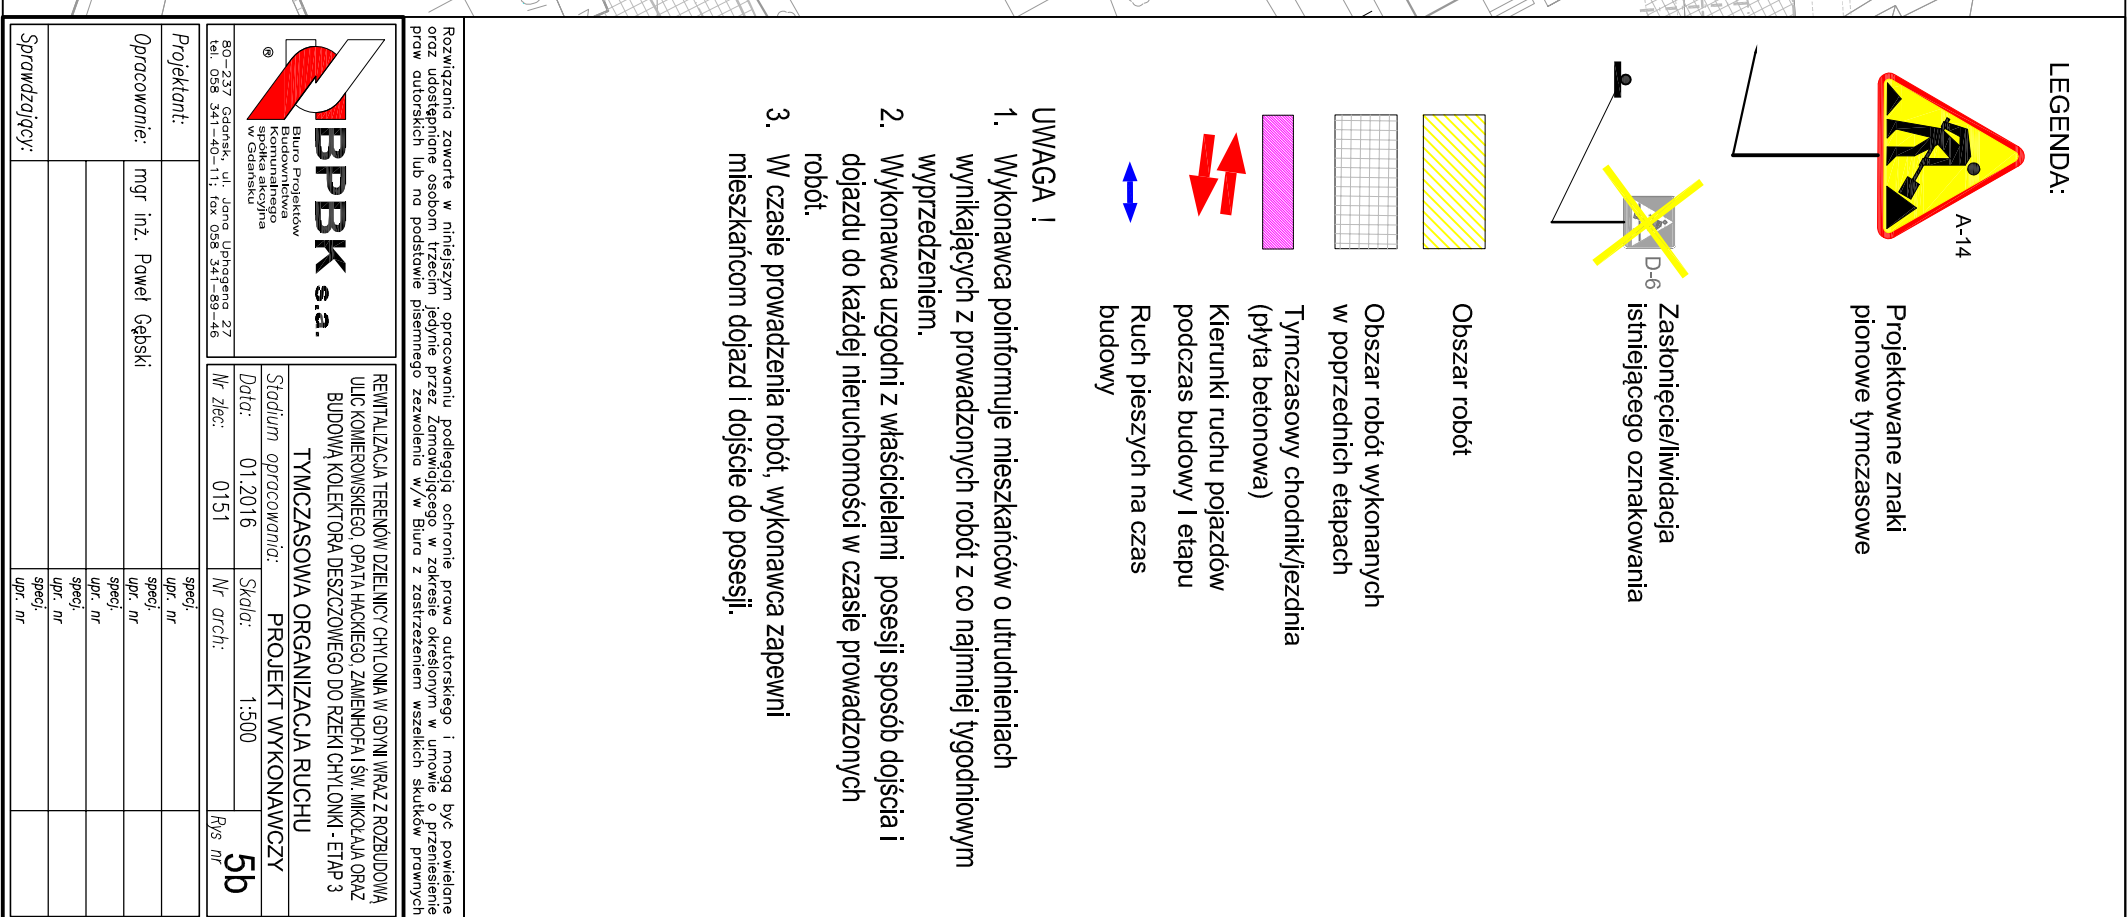 LEGENDA:
A-14
Projektowane znaki
pionowe tymczasowe
D-6
Zasłonięcie/liwidacja
istniejącego oznakowania
Obszar robót
Obszar robót wykonanych
w poprzednich etapach
Tymczasowy chodnik/jezdnia
(płyta betonowa)
Kierunki ruchu pojazdów
podczas budowy I etapu
Ruch pieszych na czas
budowy
UWAGA !
1. Wykonawca poinformuje mieszkańców o utrudnieniach
wynikających z prowadzonych robót z co najmniej tygodniowym
wyprzedzeniem.
2. Wykonawca uzgodni z właścicielami posesji sposób dojścia i
dojazdu do każdej nieruchomości w czasie prowadzonych
robót.
3. W czasie prowadzenia robót, wykonawca zapewni
mieszkańcom dojazd i dojście do posesji.
Rozwiązania zawarte w niniejszym opracowaniu podlegają ochronie prawa autorskiego i mogą być powielane
oraz udostępniane osobom trzecim jedynie przez Zamawiającego w zakresie określonym w umowie o przeniesienie
praw autorskich lub na podstawie pisemnego zezwolenia w/w Biura z zastrzeżeniem wszelkich skutków prawnych
®
BPBK s.a.
Biuro Projektów
Budownictwa
Komunalnego
spółka akcyjna
w Gdańsku
80-237 Gdańsk, ul. Jana Uphagena 27
tel. 058 341-40-11; fax 058 341-89-46
REWITALIZACJA TERENÓW DZIELNICY CHYLONIA W GDYNI WRAZ Z ROZBUDOWĄ
ULIC KOMIEROWSKIEGO, OPATA HACKIEGO, ZAMENHOFA I ŚW. MIKOŁAJA ORAZ
BUDOWĄ KOLEKTORA DESZCZOWEGO DO RZEKI CHYLONKI - ETAP 3
TYMCZASOWA ORGANIZACJA RUCHU
Stadium opracowania: PROJEKT WYKONAWCZY
Data: 01.2016 Skala: 1:500
Nr zlec: 0151 Nr arch: Rys nr 5b
Projektant: specj.
upr. nr
Opracowanie: mgr inż. Paweł Gębski specj.
upr. nr
specj.
upr. nr
specj.
upr. nr
Sprawdzający: specj.
upr. nr